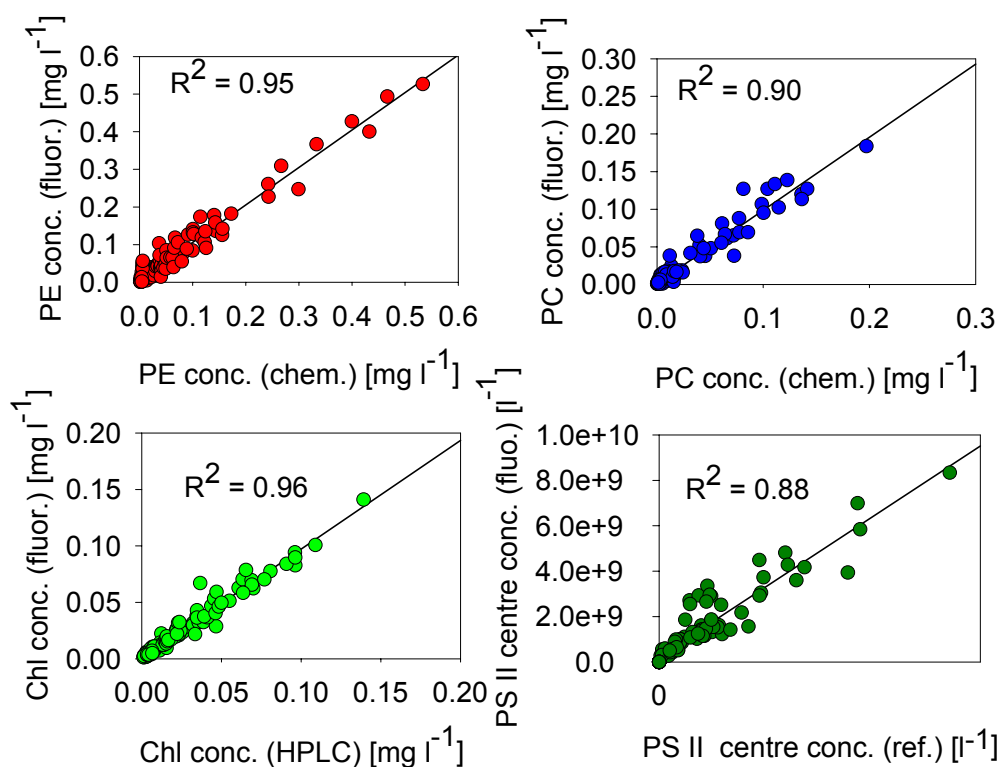 PE conc. (fluor.) [mg l-1]
0.6
0.5
0.4
0.3
0.2
0.1
0.0
R2 = 0.95
0.0 0.1 0.2 0.3 0.4 0.5 0.6
PE conc. (chem.) [mg l-1]
PC conc. (fluor.) [mg l-1]
0.30
0.25
0.20
0.15
0.10
0.05
0.00
R2 = 0.90
0.0 0.1 0.2 0.3
PC conc. (chem.) [mg l-1]
Chl conc. (fluor.) [mg l-1]
0.20
0.15
0.10
0.05
0.00
R2 = 0.96
0.00 0.05 0.10 0.15 0.20
Chl conc. (HPLC) [mg l-1]
PS II centre conc. (fluo.) [l-1]
1.0e+10
8.0e+9
6.0e+9
4.0e+9
2.0e+9
0.0
R2 = 0.88
0
PS II centre conc. (ref.) [l-1]